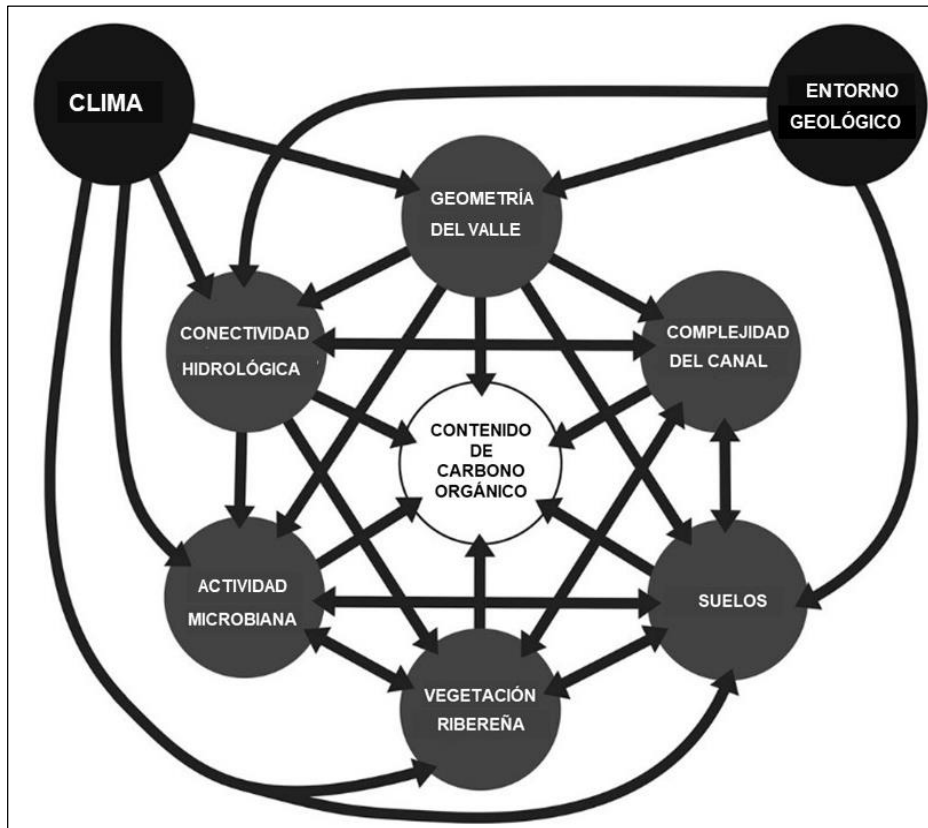 CLIMA
ENTORNO
GEOLÓGICO
GEOMETRÍA
DEL VALLE
CONECTIVIDAD
HIDROLÓGICA
COMPLEJIDAD
DEL CANAL
CONTENIDO
DE
CARBONO
ORGÁNICO
ACTIVIDAD
MICROBIANA
SUELOS
VEGETACIÓN
RIBEREÑA